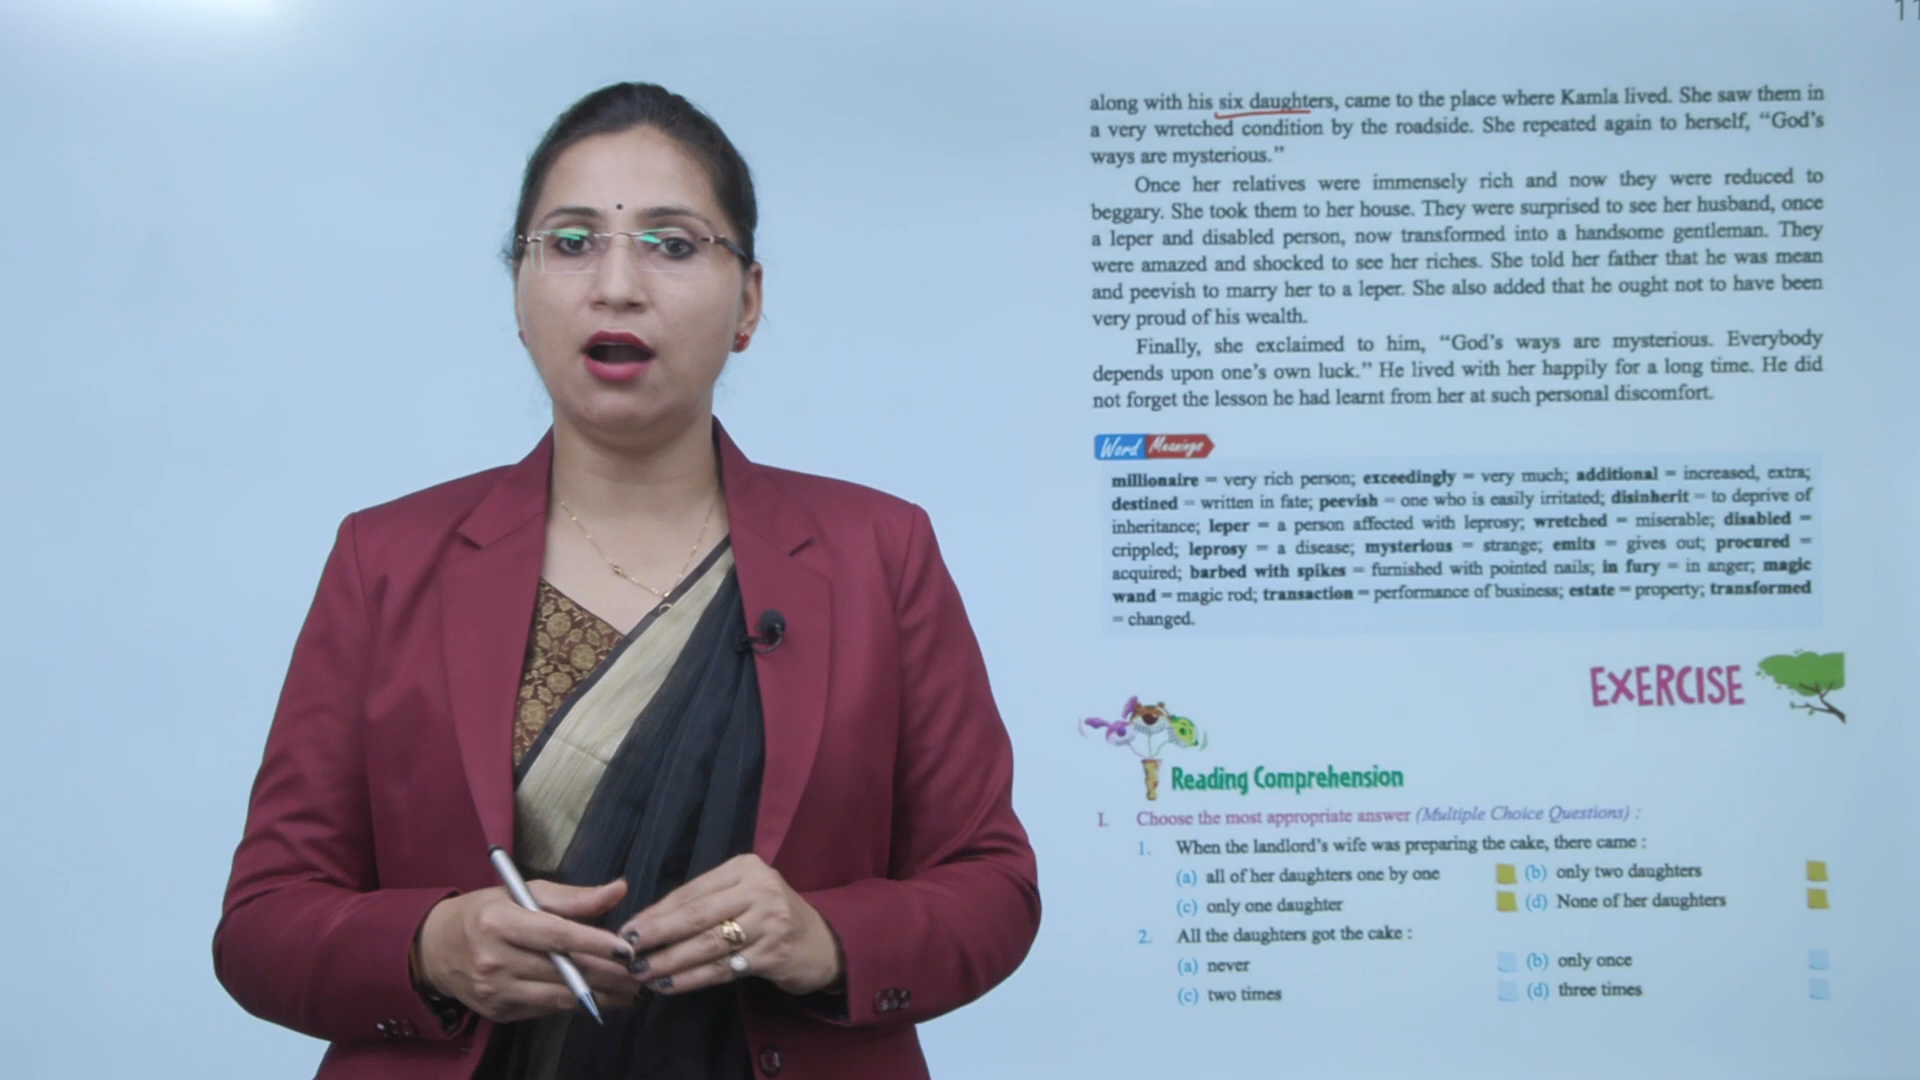 11
along with his six daughters, came to the place where Kamla lived. She saw them in
a very wretched condition by the roadside. She repeated again to herself, “God’s
ways are mysterious.”
Once her relatives were immensely rich and now they were reduced to
beggary. She took them to her house. They were surprised to see her husband, once
a leper and disabled person, now transformed into a handsome gentleman. They
were amazed and shocked to see her riches. She told her father that he was mean
and peevish to marry her to a leper. She also added that he ought not to have been
very proud of his wealth.
Finally, she exclaimed to him, “God’s ways are mysterious. Everybody
depends upon one’s own luck.” He lived with her happily for a long time. He did
not forget the lesson he had learnt from her at such personal discomfort.
Word Meanings
millionaire = very rich person; exceedingly = very much; additional = increased, extra;
destined = written in fate; peevish = one who is easily irritated; disinherit = to deprive of
inheritance; leper = a person affected with leprosy; wretched = miserable; disabled =
crippled; leprosy = a disease; mysterious = strange; emits = gives out; procured =
acquired; barbed with spikes = furnished with pointed nails; in fury = in anger; magic
wand = magic rod; transaction = performance of business; estate = property; transformed
= changed.
EXERCISE
Reading Comprehension
I. Choose the most appropriate answer (Multiple Choice Questions) :
1. When the landlord’s wife was preparing the cake, there came :
(a) all of her daughters one by one (b) only two daughters
(c) only one daughter (d) None of her daughters
2. All the daughters got the cake :
(a) never (b) only once
(c) two times (d) three times